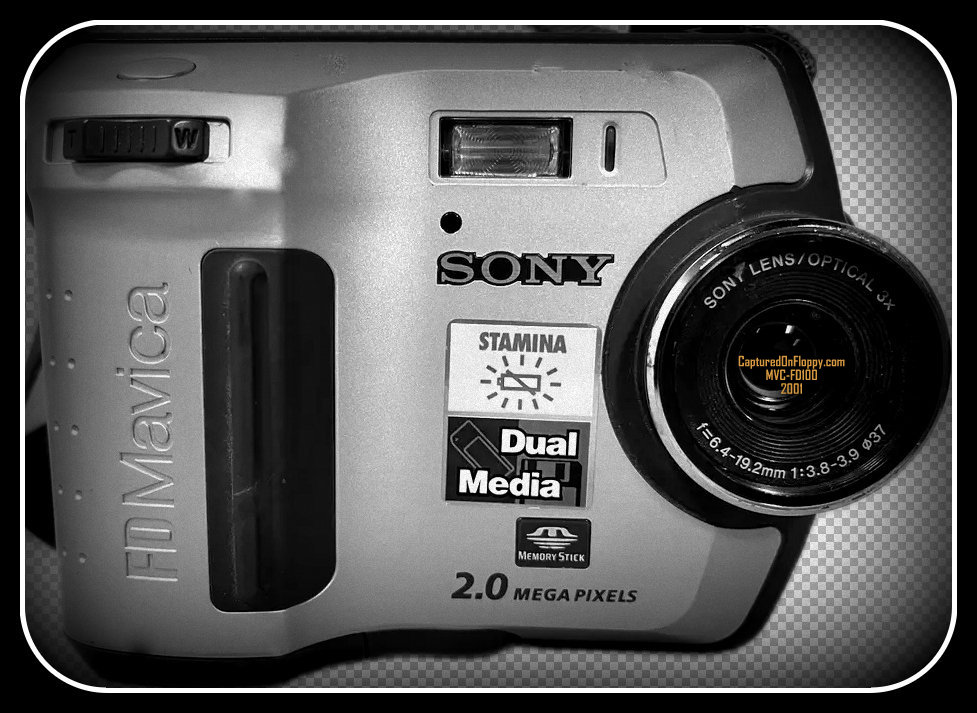 T W
SONY
FD Mavica
STAMINA
Dual
Media
MEMORY STICK
2.0 MEGA PIXELS
SONY LENS/OPTICAL 3X
CapturedOnFloppy.com
MVC-FD100
2001
f=6.4-19.2mm 1:3.8-3.9 ø37